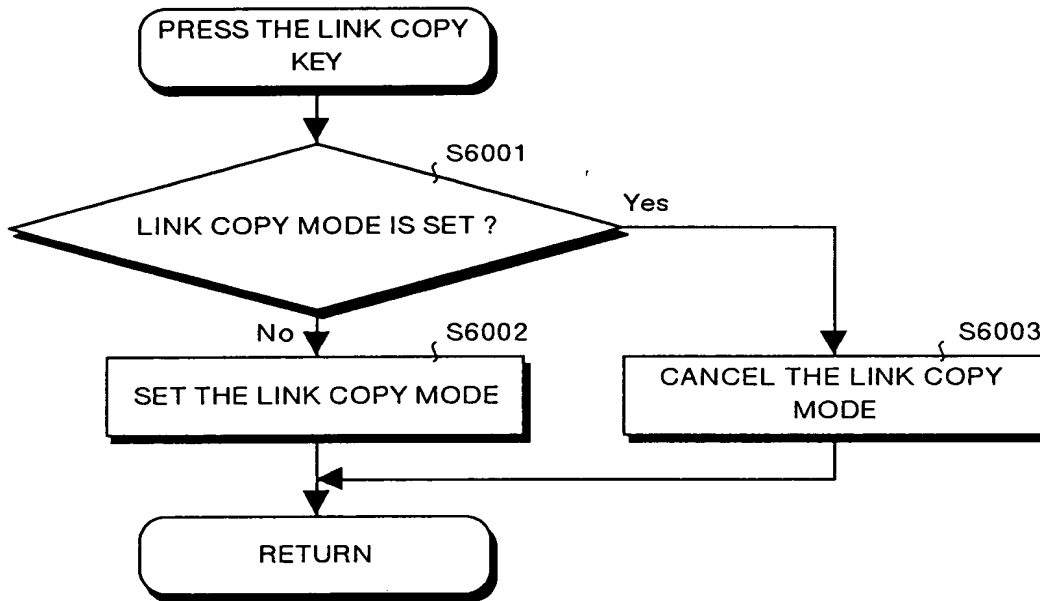 PRESS THE LINK COPY
KEY
S6001
LINK COPY MODE IS SET ?
Yes
No
S6002
SET THE LINK COPY MODE
S6003
CANCEL THE LINK COPY
MODE
RETURN